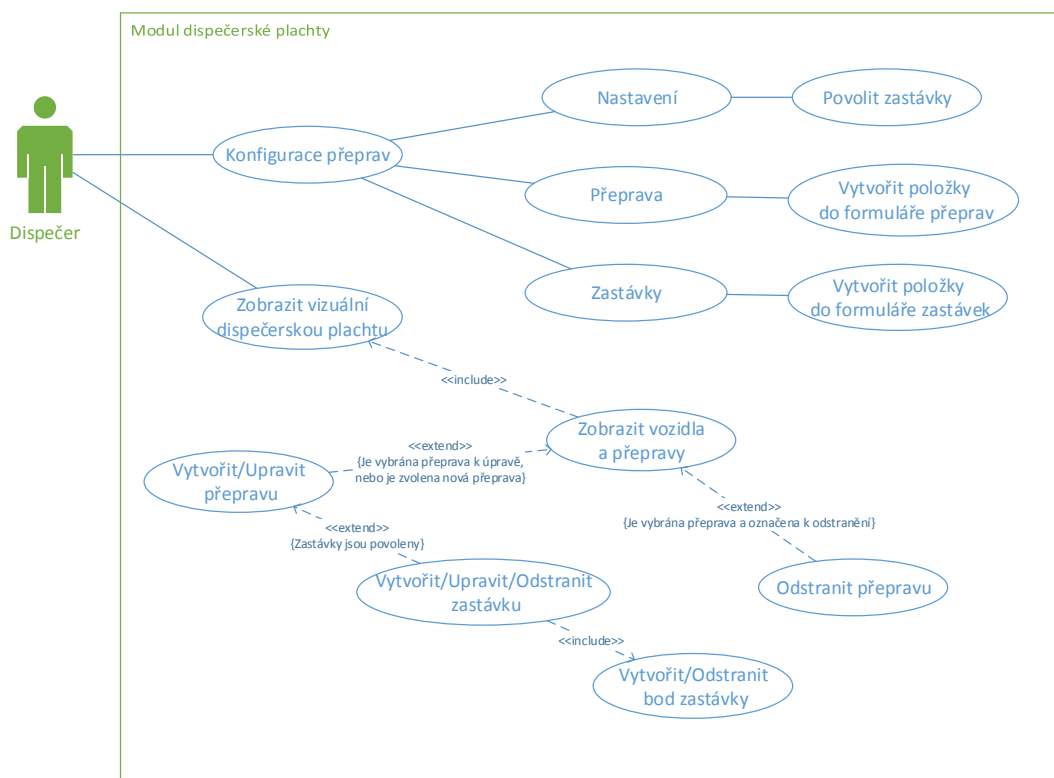 Modul dispečerské plachty
Dispečer
Konfigurace přeprav
Nastavení
Povolit zastávky
Přeprava
Vytvořit položky
do formuláře přeprav
Zastávky
Vytvořit položky
do formuláře zastávek
Zobrazit vizuální
dispečerskou plachtu
<<include>>
Zobrazit vozidla
a přepravy
<<extend>>
{Je vybrána přeprava k úpravě,
nebo je zvolena nová přeprava}
Vytvořit/Upravit
přepravu
<<extend>>
{Je vybrána přeprava a označena k odstranění}
<<extend>>
{Zastávky jsou povoleny}
Vytvořit/Upravit/Odstranit
zastávku
Odstranit přepravu
<<include>>
Vytvořit/Odstranit
bod zastávky